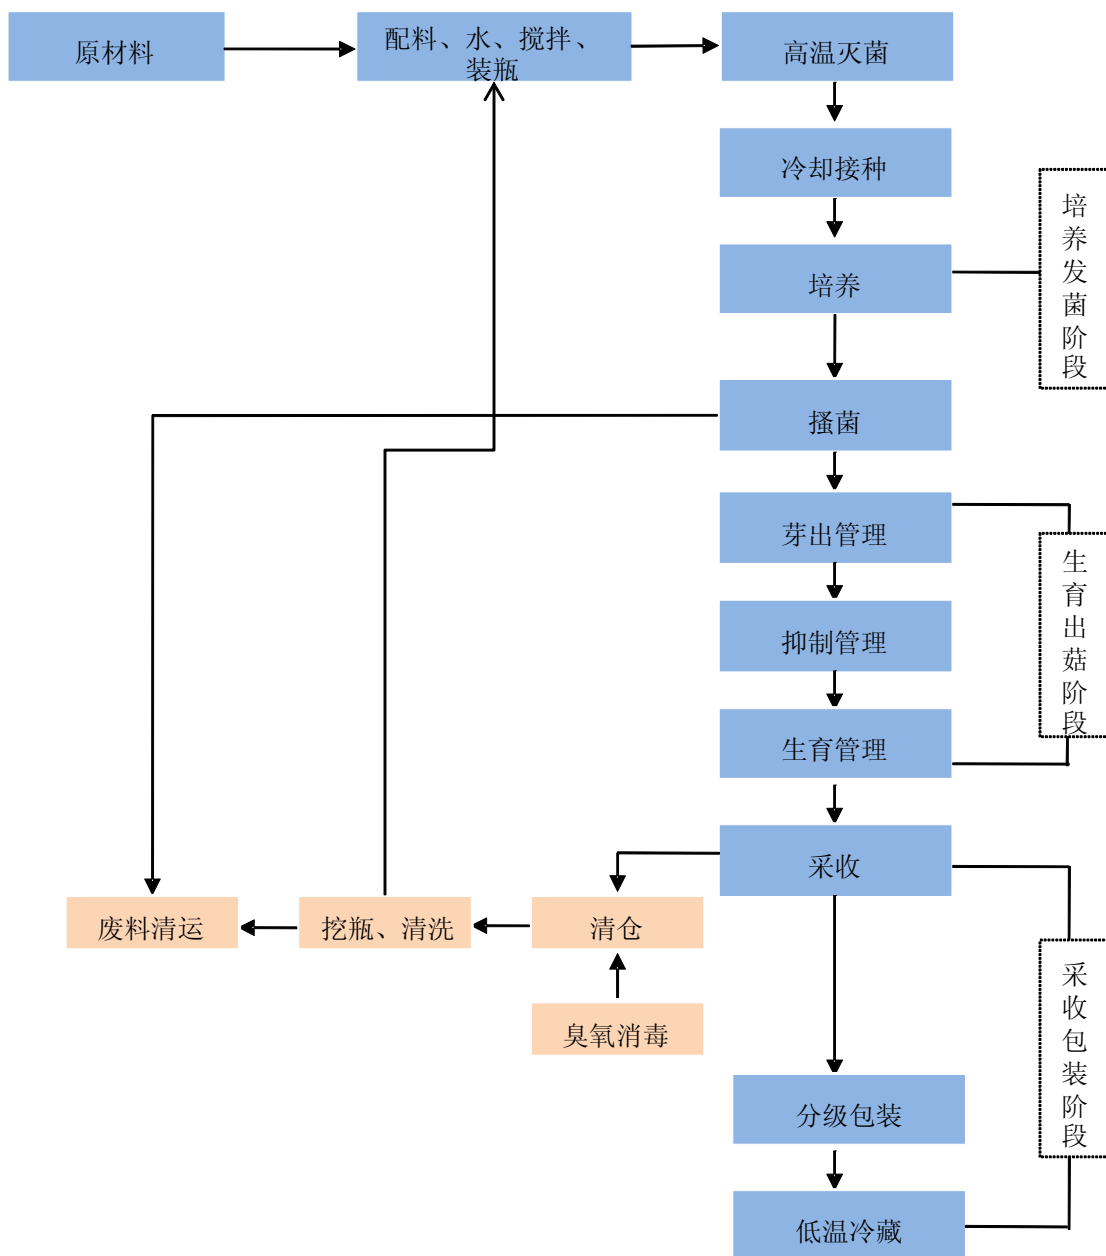 原材料
配料、水、搅拌、
装瓶
高温灭菌
冷却接种
培养
培养发菌阶段
搔菌
芽出管理
抑制管理
生育管理
生育出菇阶段
采收
废料清运
挖瓶、清洗
清仓
臭氧消毒
分级包装
低温冷藏
采收包装阶段